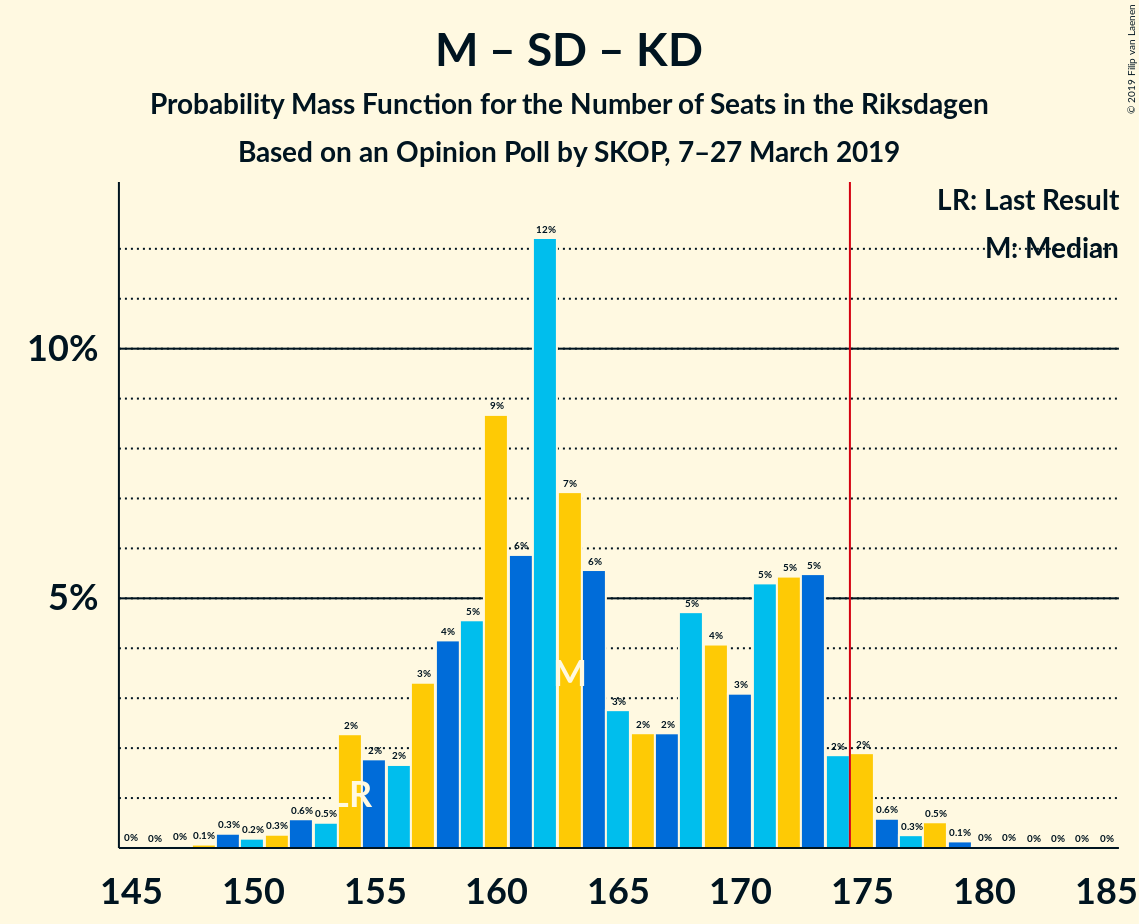 M – SD – KD
Probability Mass Function for the Number of Seats in the Riksdagen
Based on an Opinion Poll by SKOP, 7–27 March 2019
© 2019 Filip van Laenen
LR: Last Result
M: Median
10%
5%
0% 0% 0% 0.1% 0.3% 0.2% 0.3% 0.6% 0.5% 2% 2% 2% 3% 4% 5% 9% 6% 12% 7% 6% 3% 2% 2% 5% 4% 3% 5% 5% 5% 2% 2% 0.6% 0.3% 0.5% 0.1% 0% 0% 0% 0% 0% 0%
LR
M
145 150 155 160 165 170 175 180 185